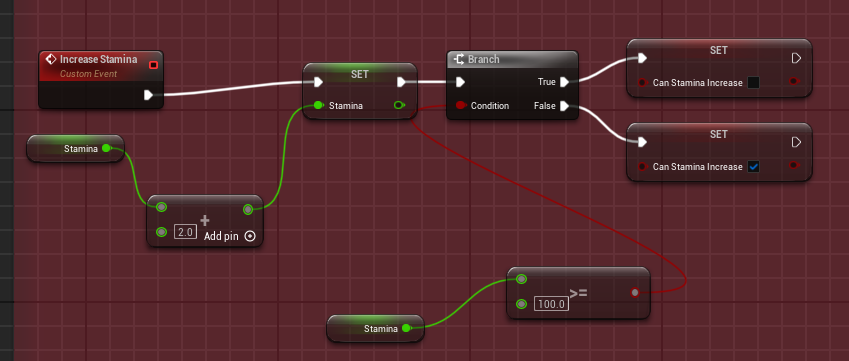 Increase Stamina
Custom Event
SET
Stamina
Branch
True
Condition
False
SET
Can Stamina Increase
SET
Can Stamina Increase
Stamina
+
2.0
Add pin
>=
100.0
Stamina